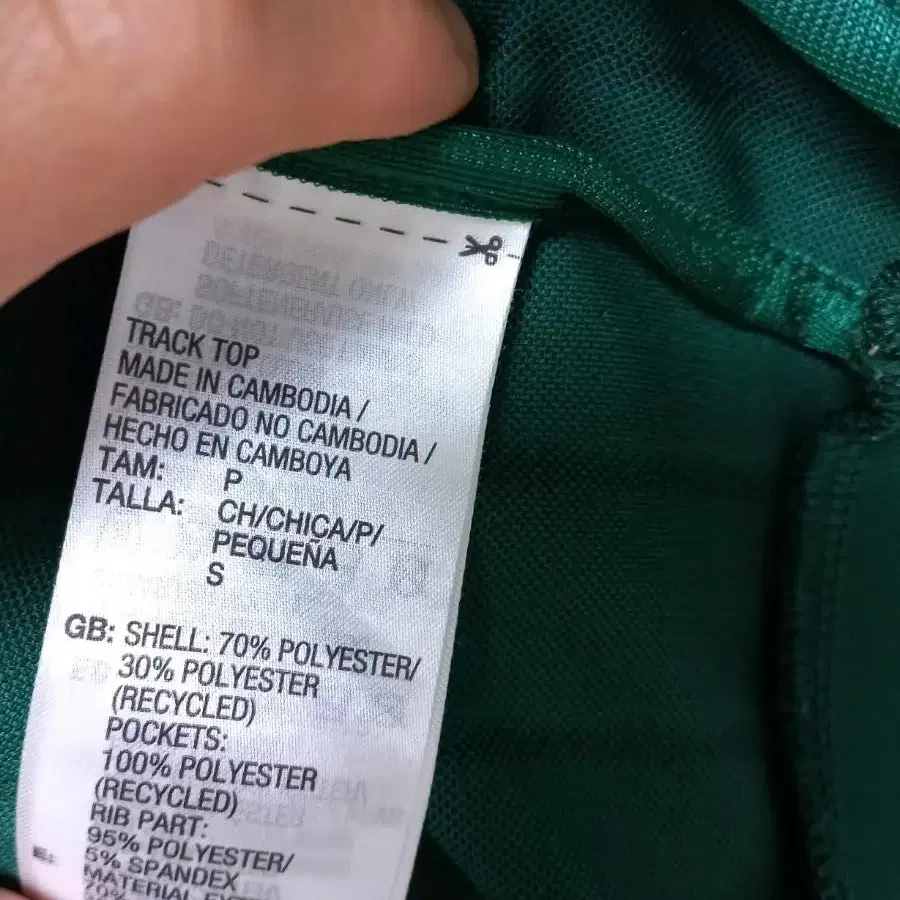 TRACK TOP
MADE IN CAMBODIA /
FABRICADO NO CAMBODIA /
HECHO EN CAMBOYA
TAM: P
TALLA: CH/CHICA/P/
PEQUEÑA
S
GB: SHELL: 70% POLYESTER/
30% POLYESTER
(RECYCLED)
POCKETS:
100% POLYESTER
(RECYCLED)
RIB PART:
95% POLYESTER/
5% SPANDEX
MATERIAL